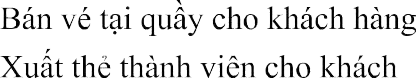 Bán vé tại quầy cho khách hàng
Xuất thẻ thành viên cho khách